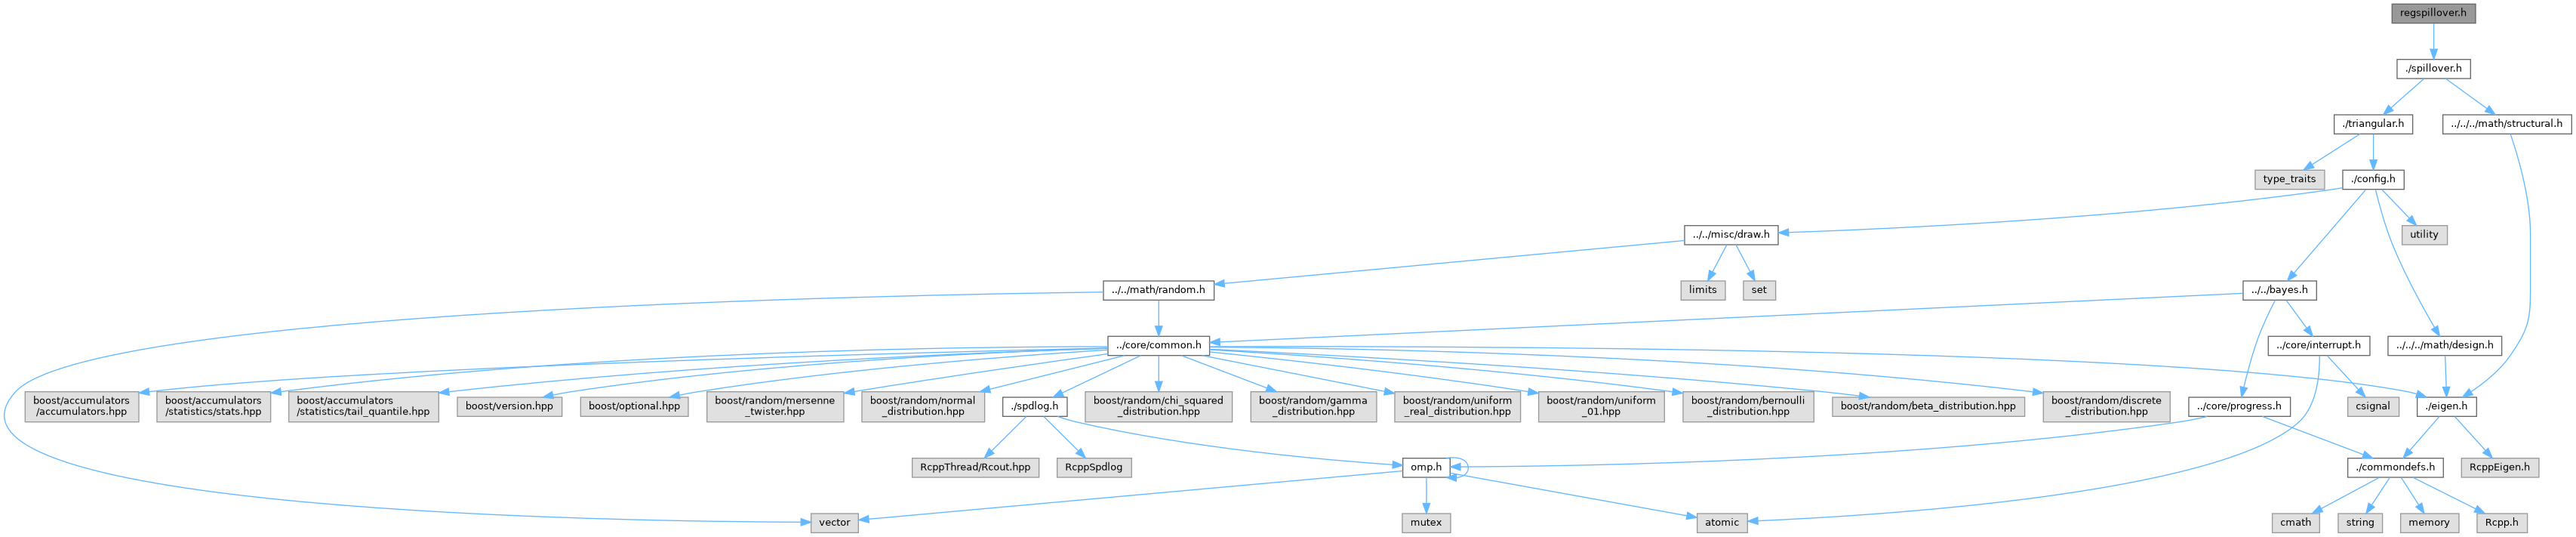 regspillover.h
./spillover.h
./triangular.h
../../../math/structural.h
type_traits
./config.h
../../misc/draw.h
utility
../../math/random.h
limits
set
../../bayes.h
../core/common.h
../core/interrupt.h
../../../math/design.h
boost/accumulators
/accumulators.hpp
boost/accumulators
/statistics/stats.hpp
boost/accumulators
/statistics/tail_quantile.hpp
boost/version.hpp
boost/optional.hpp
boost/random/mersenne
_twister.hpp
boost/random/normal
_distribution.hpp
./spdlog.h
boost/random/chi_squared
_distribution.hpp
boost/random/gamma
_distribution.hpp
boost/random/uniform
_real_distribution.hpp
boost/random/uniform
_01.hpp
boost/random/bernoulli
_distribution.hpp
boost/random/beta_distribution.hpp
boost/random/discrete
_distribution.hpp
../core/progress.h
csignal
./eigen.h
RcppThread/Rcout.hpp
RcppSpdlog
omp.h
./commondefs.h
RcppEigen.h
vector
mutex
atomic
cmath
string
memory
Rcpp.h